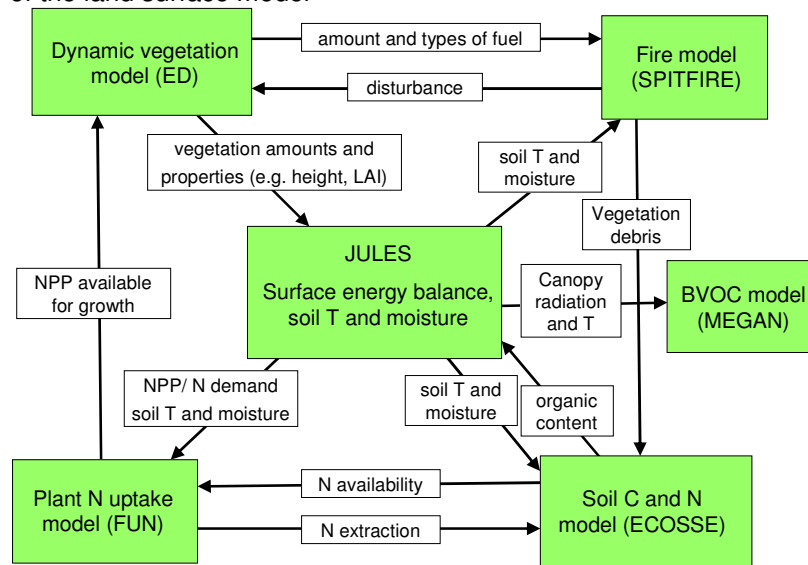 of the land surface model
Dynamic vegetation
model (ED)
amount and types of fuel
Fire model
(SPITFIRE)
disturbance
vegetation amounts and
properties (e.g. height, LAI)
soil T and
moisture
Vegetation
debris
JULES
Surface energy balance,
soil T and moisture
NPP available
for growth
Canopy
radiation
and T
BVOC model
(MEGAN)
NPP/ N demand
soil T and moisture
soil T and
moisture
organic
content
Plant N uptake
model (FUN)
N availability
N extraction
Soil C and N
model (ECOSSE)